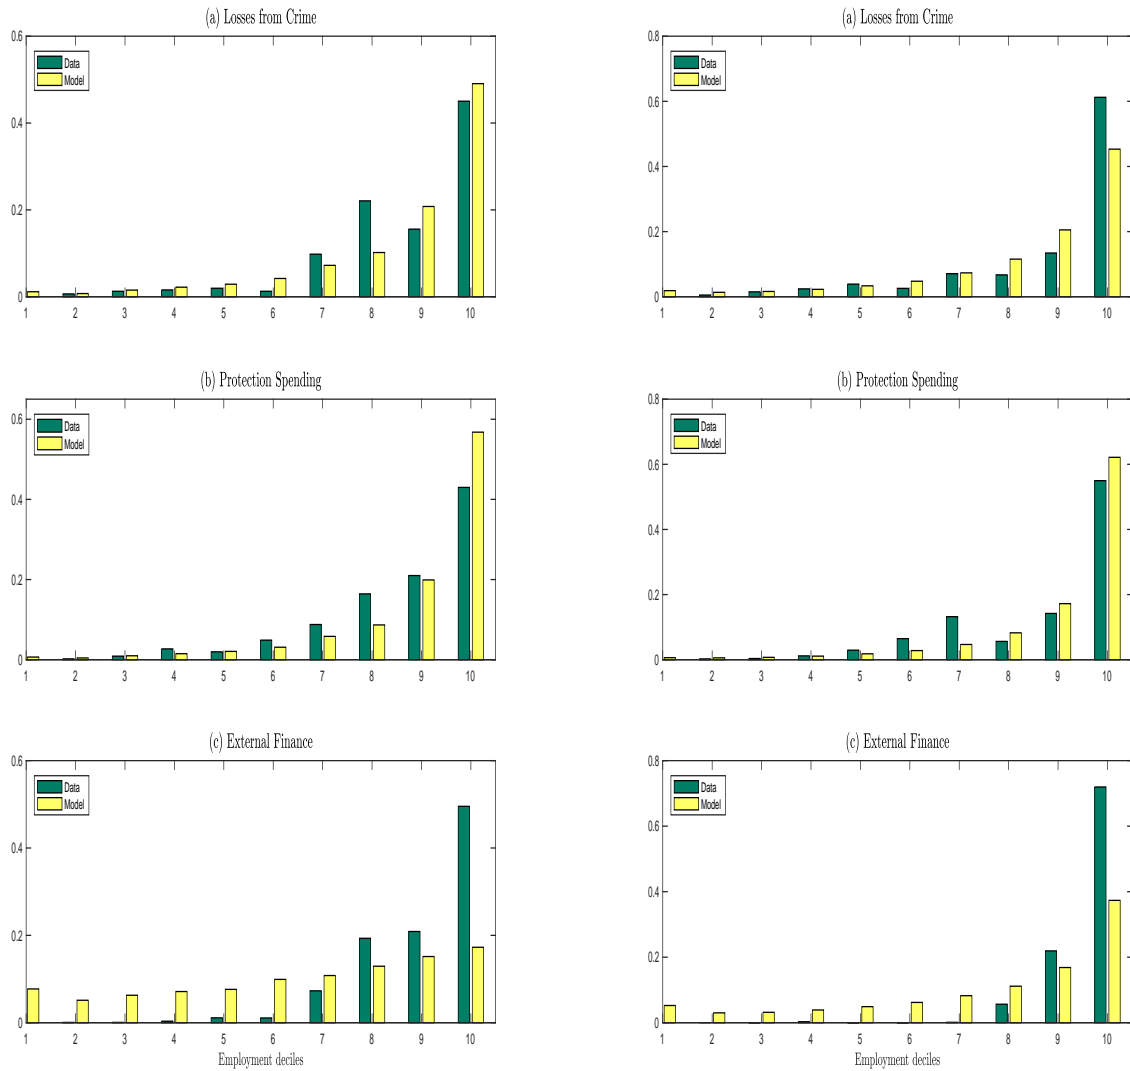 (a) Losses from Crime
0.6
0.4
0.2
0
Data
Model
1 2 3 4 5 6 7 8 9 10
(b) Protection Spending
0.6
0.4
0.2
0
Data
Model
1 2 3 4 5 6 7 8 9 10
(c) External Finance
0.6
0.4
0.2
0
Data
Model
1 2 3 4 5 6 7 8 9 10
Employment deciles
(a) Losses from Crime
0.8
0.6
0.4
0.2
0
Data
Model
1 2 3 4 5 6 7 8 9 10
(b) Protection Spending
0.8
0.6
0.4
0.2
0
Data
Model
1 2 3 4 5 6 7 8 9 10
(c) External Finance
0.8
0.6
0.4
0.2
0
Data
Model
1 2 3 4 5 6 7 8 9 10
Employment deciles